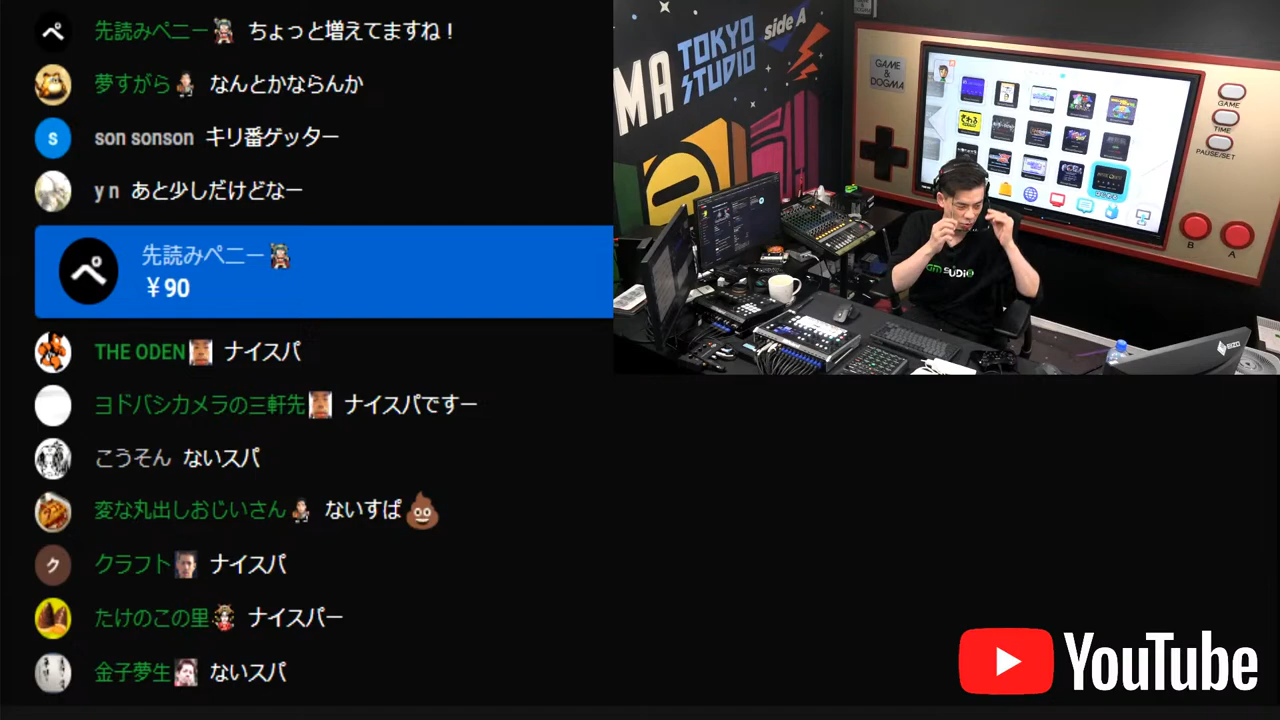 ペ 先読みペニー ちょっと増えてますね！
夢すがら なんとかならんか
s son sonson キリ番ゲッター
y n あと少しだけどなー
ペ 先読みペニー
￥90
THE ODEN ナイスパ
ヨドバシカメラの三軒先 ナイスパですー
こうそん ないスパ
変な丸出しおじいさん ないすぱ
ク クラフト ナイスパ
たけのこの里 ナイスパー
金子夢生 ないスパ
MA TOKYO STUDIO side A
GAME & DOGMA
GAME
TIME
PAUSE/SET
B
A
EIZO
YouTube